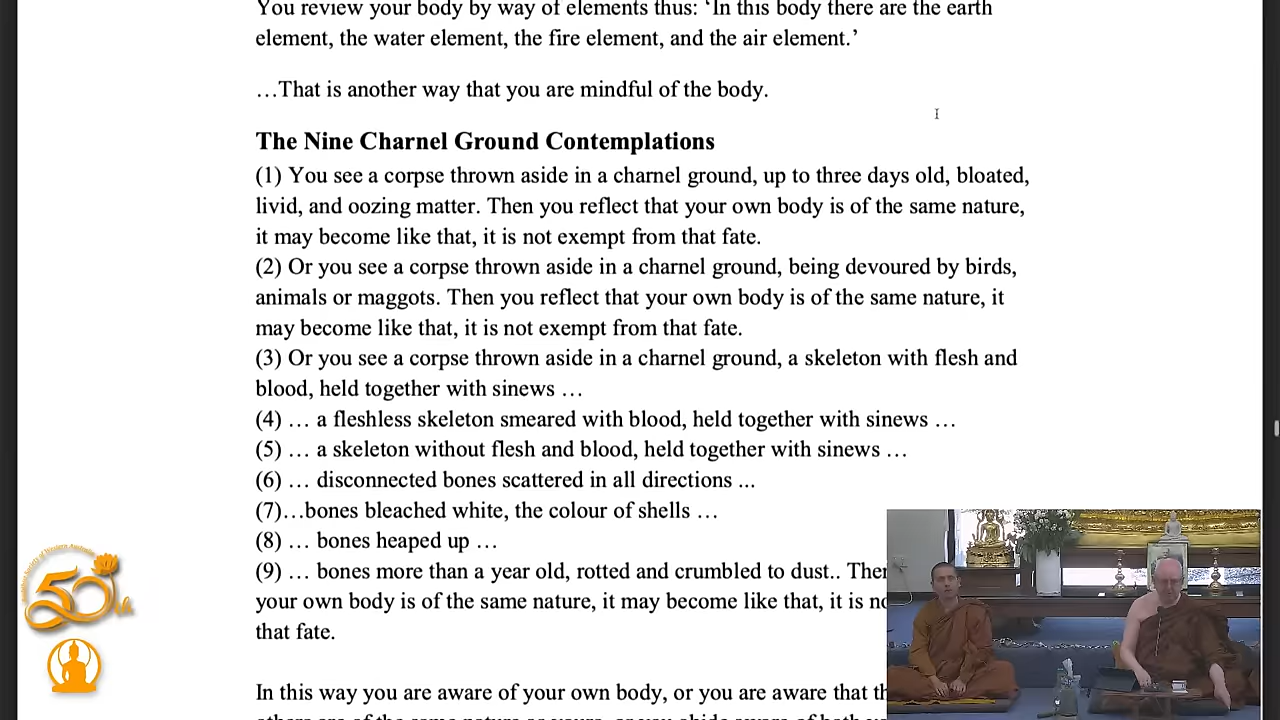 You review your body by way of elements thus: ‘In this body there are the earth
element, the water element, the fire element, and the air element.’
…That is another way that you are mindful of the body.
The Nine Charnel Ground Contemplations
(1) You see a corpse thrown aside in a charnel ground, up to three days old, bloated,
livid, and oozing matter. Then you reflect that your own body is of the same nature,
it may become like that, it is not exempt from that fate.
(2) Or you see a corpse thrown aside in a charnel ground, being devoured by birds,
animals or maggots. Then you reflect that your own body is of the same nature, it
may become like that, it is not exempt from that fate.
(3) Or you see a corpse thrown aside in a charnel ground, a skeleton with flesh and
blood, held together with sinews …
(4) … a fleshless skeleton smeared with blood, held together with sinews …
(5) … a skeleton without flesh and blood, held together with sinews …
(6) … disconnected bones scattered in all directions ...
(7)…bones bleached white, the colour of shells …
(8) … bones heaped up …
(9) … bones more than a year old, rotted and crumbled to dust.. Ther
your own body is of the same nature, it may become like that, it is no
that fate.
In this way you are aware of your own body, or you are aware that th
50